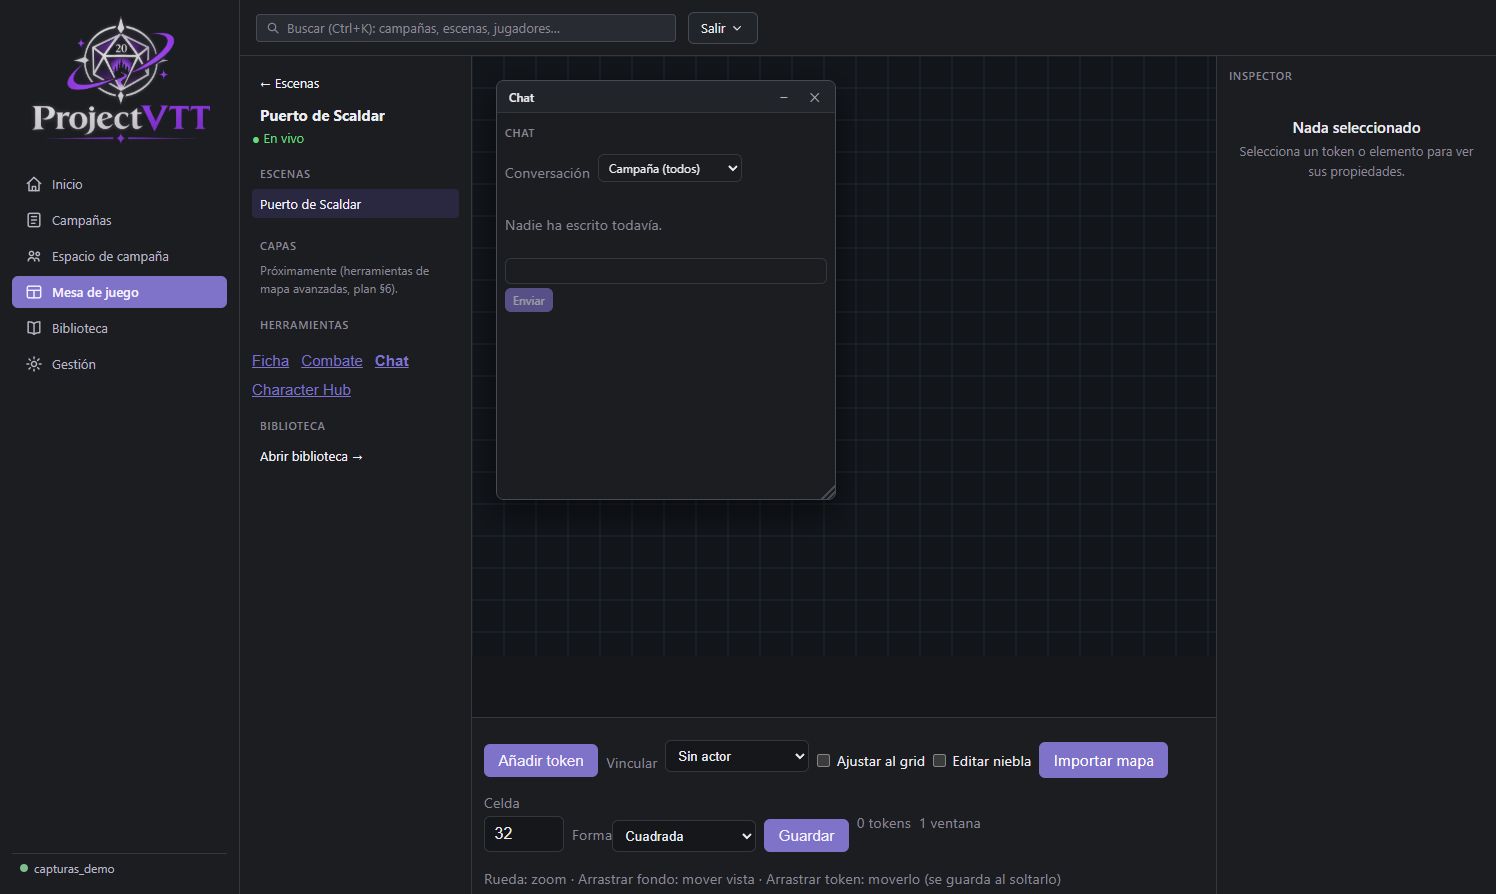 20
ProjectVTT
Inicio
Campañas
Espacio de campaña
Mesa de juego
Biblioteca
Gestión
capturas_demo
Buscar (Ctrl+K): campañas, escenas, jugadores...
Salir
← Escenas
Puerto de Scaldar
En vivo
ESCENAS
Puerto de Scaldar
CAPAS
Próximamente (herramientas de
mapa avanzadas, plan §6).
HERRAMIENTAS
Ficha Combate Chat
Character Hub
BIBLIOTECA
Abrir biblioteca →
Chat
CHAT
Conversación Campaña (todos)
Nadie ha escrito todavía.
Enviar
Añadir token Vincular Sin actor Ajustar al grid Editar niebla Importar mapa
Celda
32 Forma Cuadrada Guardar 0 tokens 1 ventana
Rueda: zoom · Arrastrar fondo: mover vista · Arrastrar token: moverlo (se guarda al soltarlo)
INSPECTOR
Nada seleccionado
Selecciona un token o elemento para ver
sus propiedades.